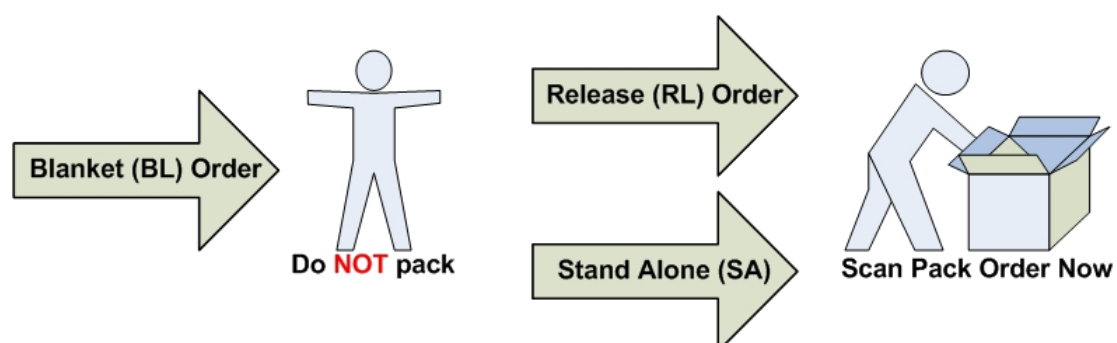 Blanket (BL) Order
Do NOT pack
Release (RL) Order
Stand Alone (SA)
Scan Pack Order Now